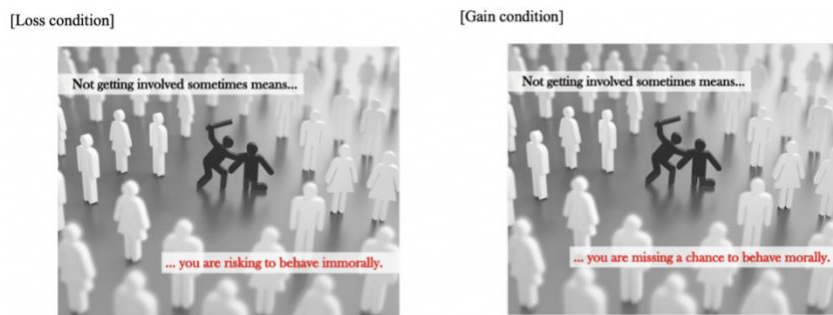 [Loss condition]
Not getting involved sometimes means...
... you are risking to behave immorally.
[Gain condition]
Not getting involved sometimes means...
... you are missing a chance to behave morally.